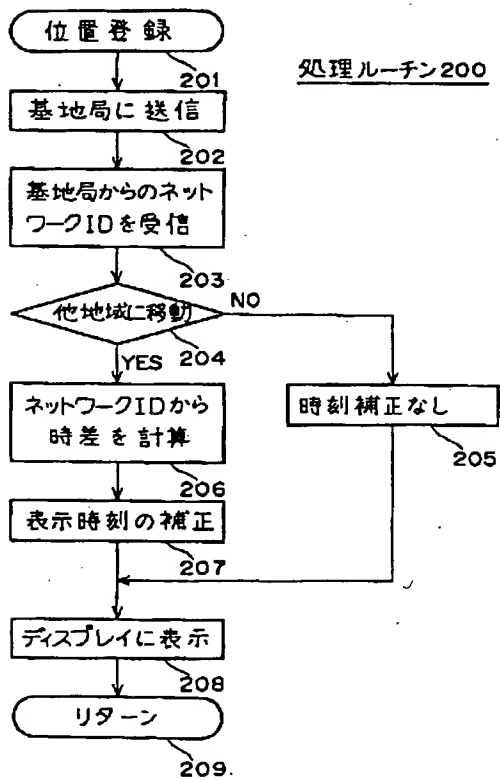 位置登録
201
処理ルーチン200
基地局に送信
202
基地局からのネット
ワークIDを受信
203
他地域に移動
NO
204
YES
ネットワークIDから
時差を計算
時刻補正なし
205
206
表示時刻の補正
207
ディスプレイに表示
208
リターン
209.